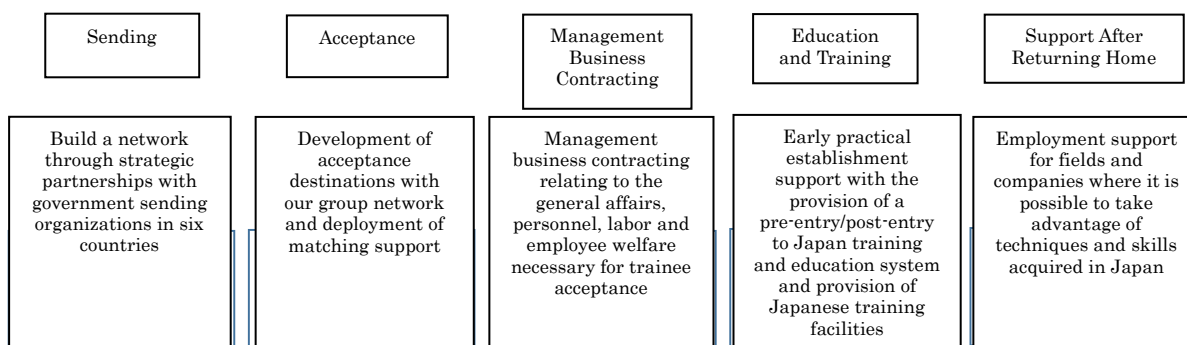 Sending
Build a network
through strategic
partnerships with
government sending
organizations in six
countries
Acceptance
Development of
acceptance
destinations with
our group network
and deployment of
matching support
Management
Business
Contracting
Management
business contracting
relating to the
general affairs,
personnel, labor and
employee welfare
necessary for trainee
acceptance
Education
and Training
Early practical
establishment
support with the
provision of a
pre-entry/post-entry
to Japan training
and education system
and provision of
Japanese training
facilities
Support After
Returning Home
Employment support
for fields and
companies where it is
possible to take
advantage of
techniques and skills
acquired in Japan